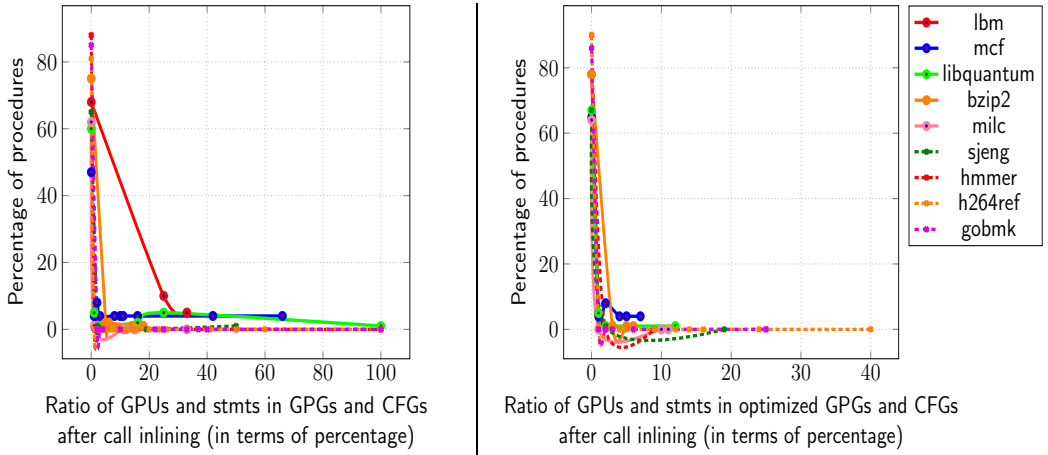 Percentage of procedures
80
60
40
20
0
0 20 40 60 80 100
Ratio of GPUs and stmts in GPGs and CFGs
after call inlining (in terms of percentage)
Percentage of procedures
80
60
40
20
0
0 10 20 30 40
Ratio of GPUs and stmts in optimized GPGs and CFGs
after call inlining (in terms of percentage)
lbm
mcf
libquantum
bzip2
milc
sjeng
hmmer
h264ref
gobmk